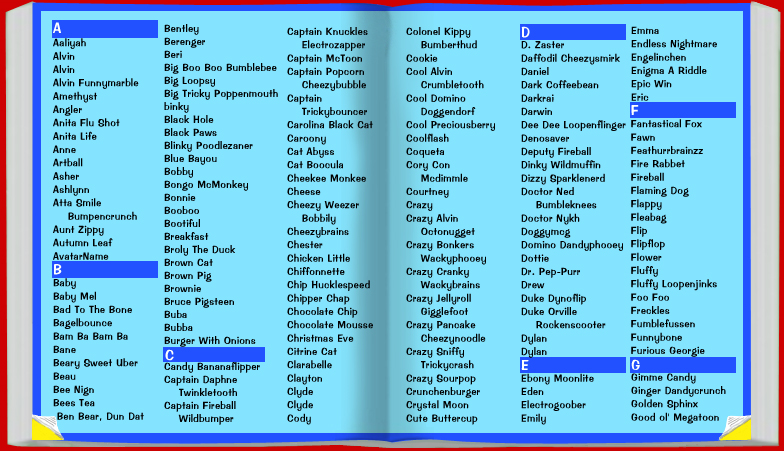 A
Aaliyah
Alvin
Alvin
Alvin Funnymarble
Amethyst
Angler
Anita Flu Shot
Anita Life
Anne
Artball
Asher
Ashlynn
Atta Smile
Bumpencrunch
Aunt Zippy
Autumn Leaf
AvatarName
B
Baby
Baby Mel
Bad To The Bone
Bagelbounce
Bam Ba Bam Ba
Bane
Beary Sweet Uber
Beau
Bee Nign
Bees Tea
Ben Bear, Dun Dat
Bentley
Berenger
Beri
Big Boo Boo Bumblebee
Big Loopsy
Big Tricky Poppenmouth
binky
Black Hole
Black Paws
Blinky Poodlezaner
Blue Bayou
Bobby
Bongo McMonkey
Bonnie
Booboo
Bootiful
Breakfast
Broly The Duck
Brown Cat
Brown Pig
Brownie
Bruce Pigsteen
Buba
Bubba
Burger With Onions
C
Candy Bananaflipper
Captain Daphne
Twinkletooth
Captain Fireball
Wildbumper
Captain Knuckles
Electrozapper
Captain McToon
Captain Popcorn
Cheezybubble
Captain
Trickybouncer
Carolina Black Cat
Caroony
Cat Abyss
Cat Boocula
Cheekee Monkee
Cheese
Cheezy Weezer
Bobbily
Cheezybrains
Chester
Chicken Little
Chiffonnette
Chip Hucklespeed
Chipper Chap
Chocolate Chip
Chocolate Mousse
Christmas Eve
Citrine Cat
Clarabelle
Clayton
Clyde
Clyde
Cody
Colonel Kippy
Bumberthud
Cookie
Cool Alvin
Crumbletooth
Cool Domino
Doggendorf
Cool Preciousberry
Coolflash
Coqueta
Cory Con
Mcdimmle
Courtney
Crazy
Crazy Alvin
Octonugget
Crazy Bonkers
Wackyphooey
Crazy Cranky
Wackybrains
Crazy Jellyroll
Gigglefoot
Crazy Pancake
Cheezynoodle
Crazy Sniffy
Trickycrash
Crazy Sourpop
Crunchenburger
Crystal Moon
Cute Buttercup
D
D. Zaster
Daffodil Cheezysmirk
Daniel
Dark Coffeebean
Darkrai
Darwin
Dee Dee Loopenflinger
Denosaver
Deputy Fireball
Dinky Wildmuffin
Dizzy Sparklenerd
Doctor Ned
Bumbleknees
Doctor Nykh
Doggymcg
Domino Dandyphooey
Dottie
Dr. Pep-Purr
Drew
Duke Dynoflip
Duke Orville
Rockenscooter
Dylan
Dylan
E
Ebony Moonlite
Eden
Electrogoober
Emily
Emma
Endless Nightmare
Engelinchen
Enigma A Riddle
Epic Win
Eric
F
Fantastical Fox
Fawn
Feathurrbrainzz
Fire Rabbet
Fireball
Flaming Dog
Flappy
Fleabag
Flip
Flipflop
Flower
Fluffy
Fluffy Loopenjinks
Foo Foo
Freckles
Fumblefussen
Funnybone
Furious Georgie
G
Gimme Candy
Ginger Dandycrunch
Golden Sphinx
Good ol' Megatoon